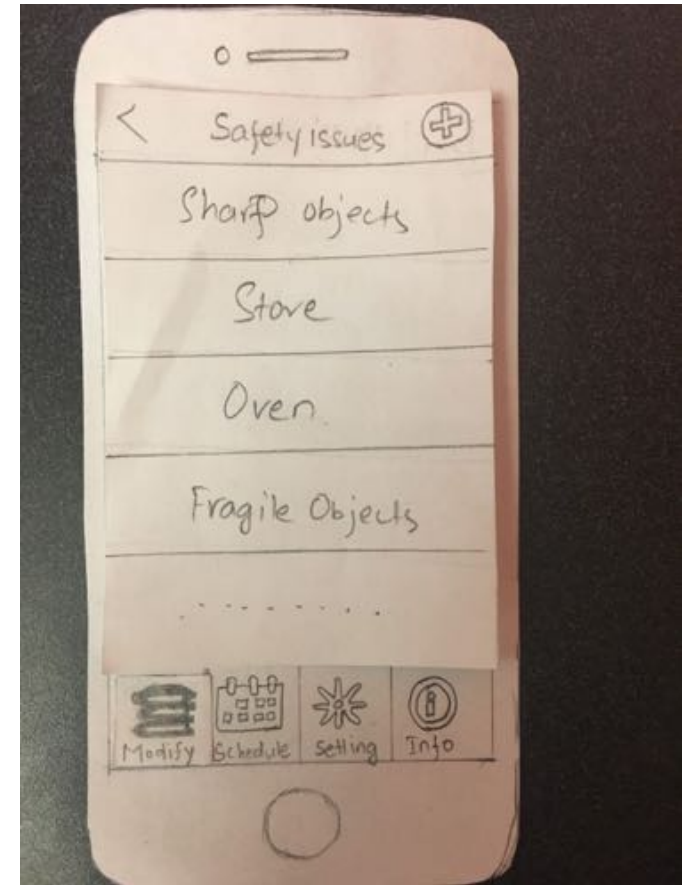 Safety issues
Sharp objects
Stove
Oven
Fragile Objects
Modify Schedule Setting Info